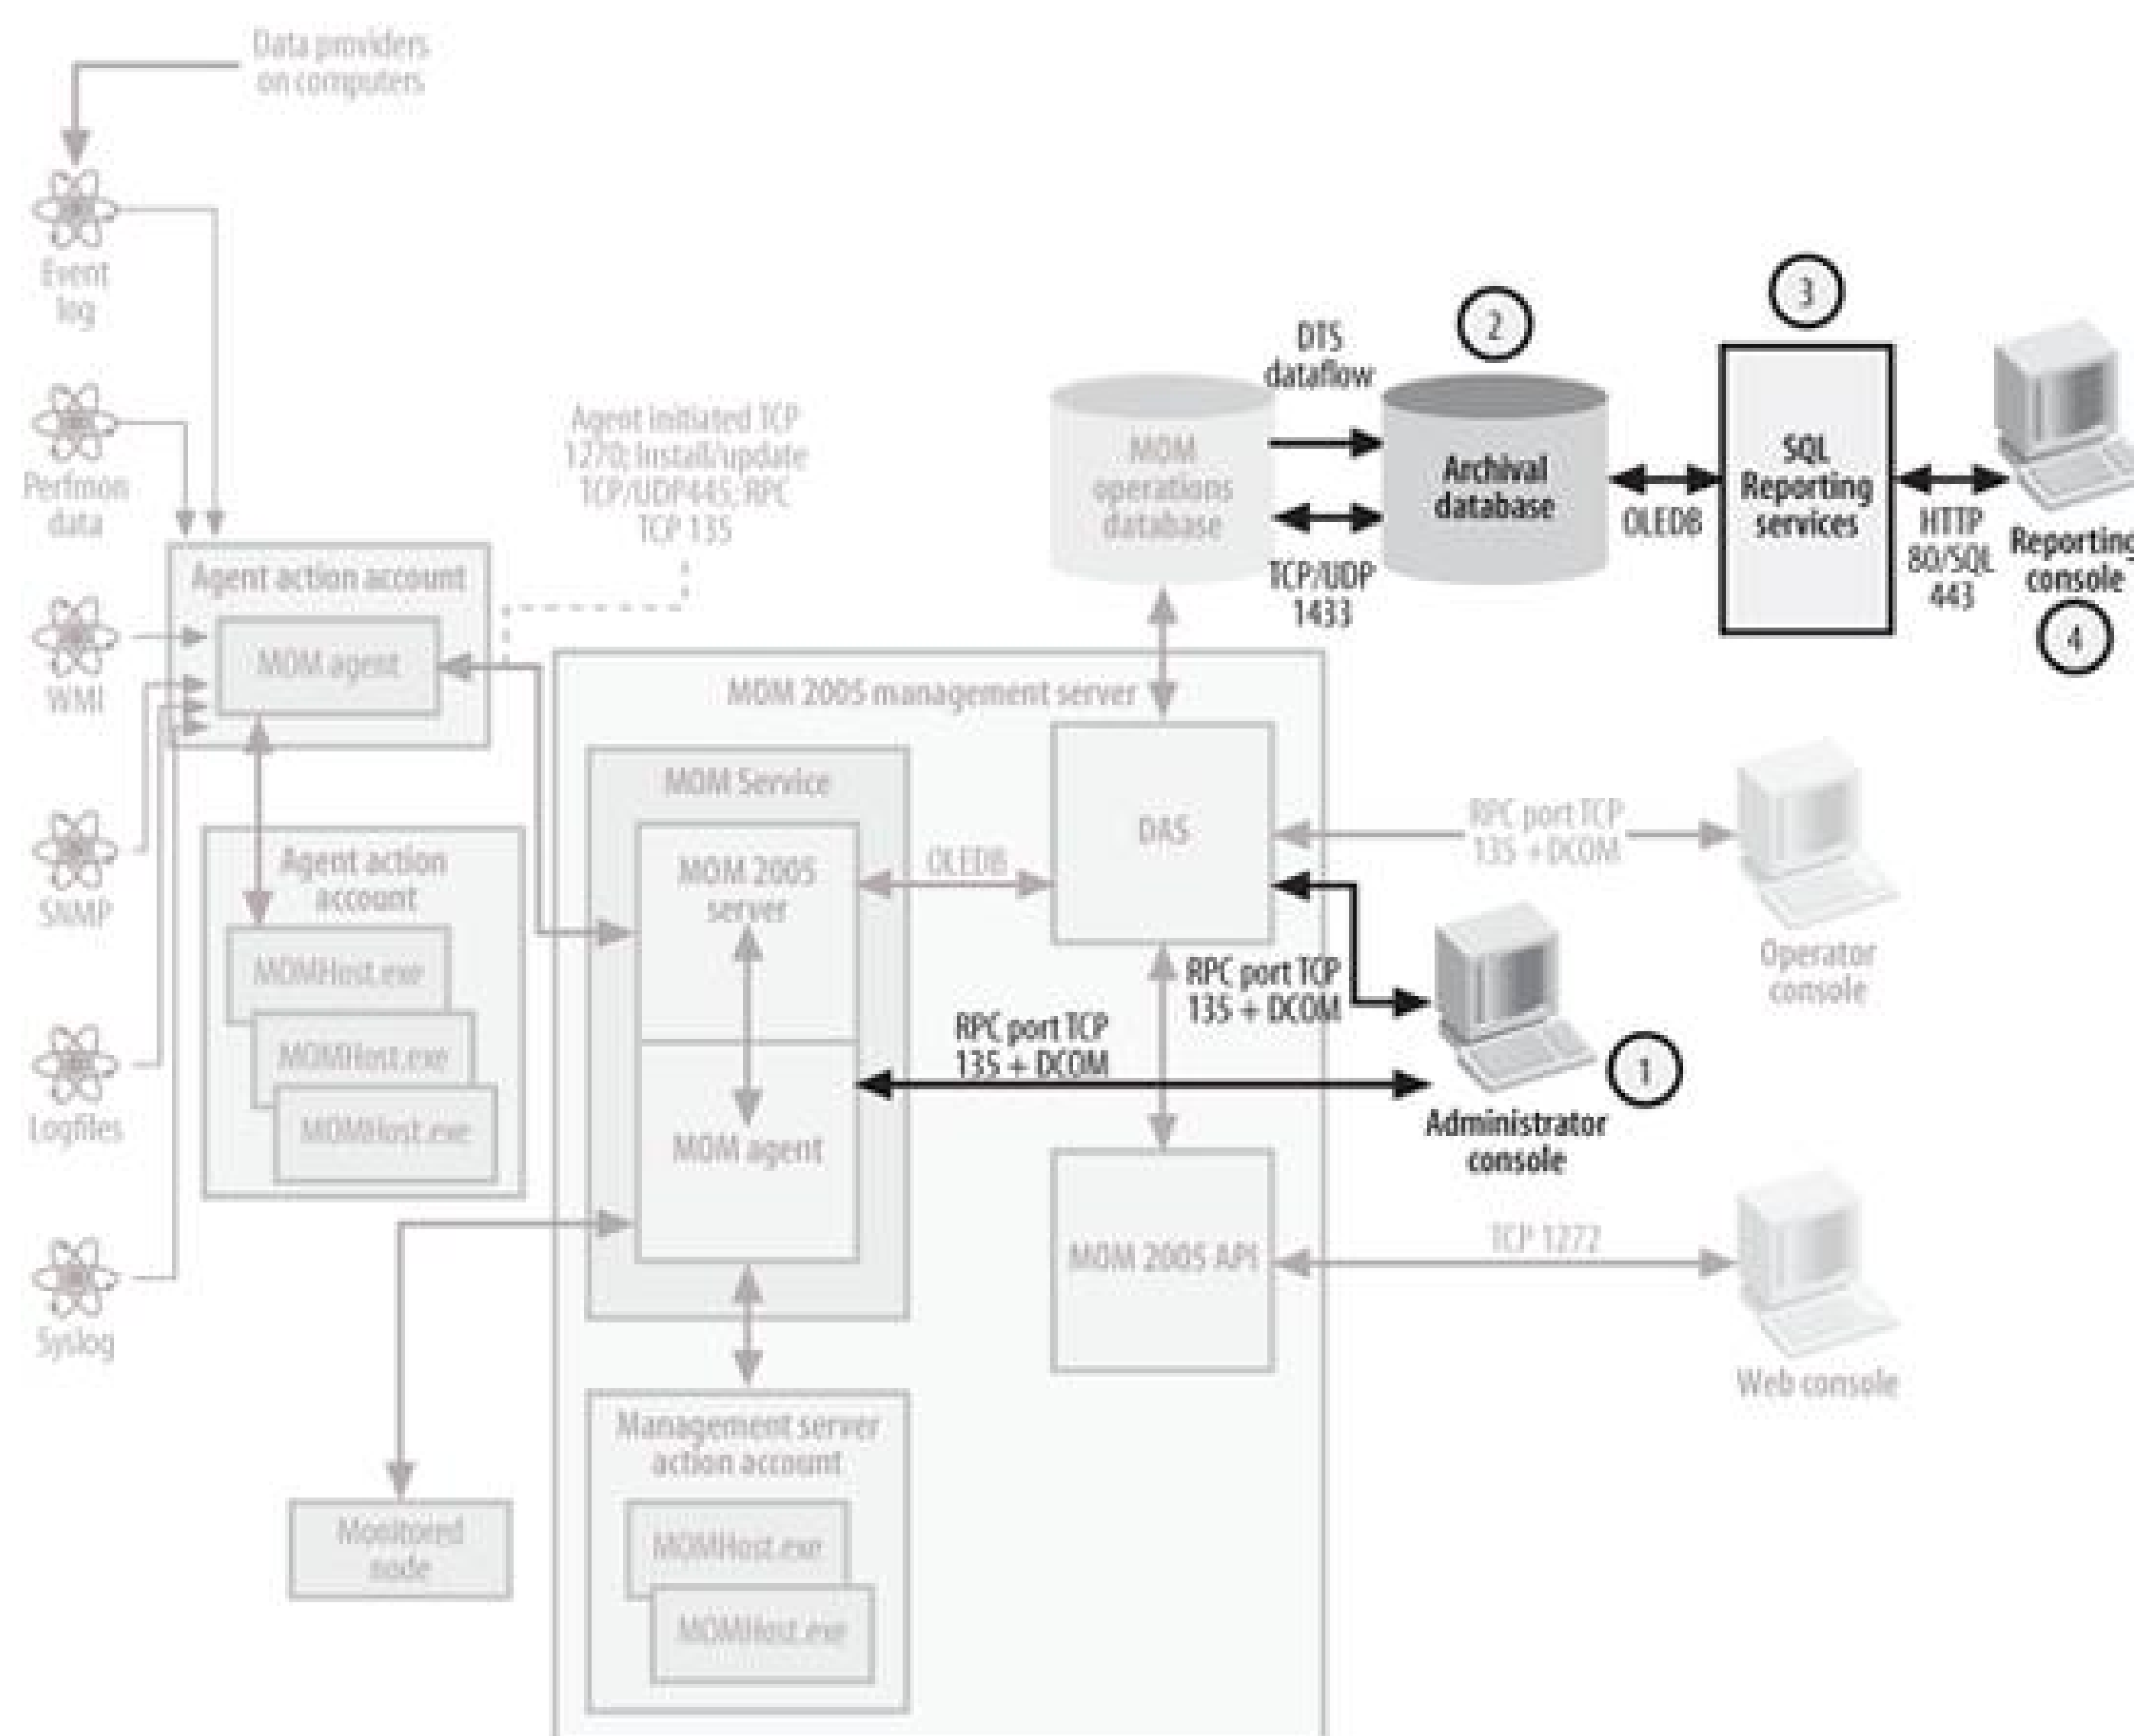 Data providers
on computers
Event
log
Perfmon
data
WMI
SNMP
Logfiles
Syslog
Agent initiated TCP
1270; Install/update
TCP/UDP445; RPC
TCP 135
Agent action account
MOM agent
Agent action
account
MOMHost.exe
MOMHost.exe
MOMHost.exe
Monitored
node
MOM 2005 management server
MOM Service
MOM 2005
server
MOM agent
OLEDB
DAS
MOM 2005 API
Management server
action account
MOMHost.exe
MOMHost.exe
MOM
operations
database
DTS
dataflow
TCP/UDP
1433
2
Archival
database
OLEDB
3
SQL
Reporting
services
HTTP
80/SQL
443
Reporting
console
4
RPC port TCP
135 +DCOM
Operator
console
RPC port TCP
135 + DCOM
RPC port TCP
135 + DCOM
1
Administrator
console
TCP 1272
Web console